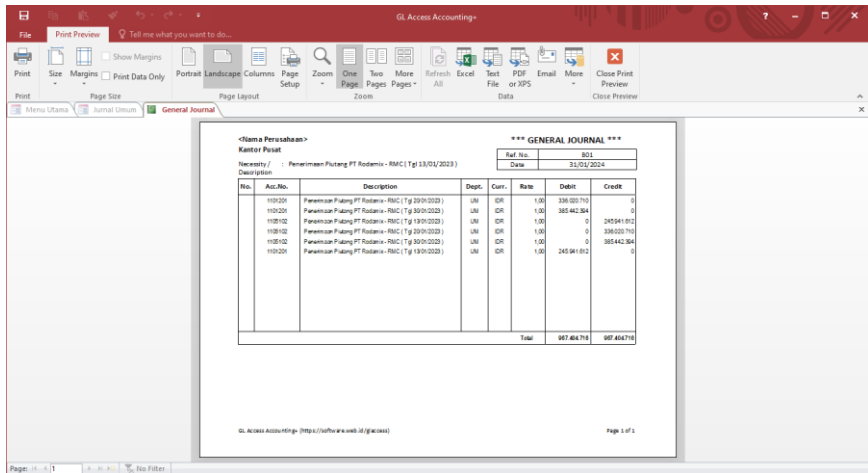 GL Access Accounting+
?
File Print Preview Tell me what you want to do...
Print Size Margins Show Margins Print Data Only Portrait Landscape Columns Page Setup Zoom One Page Two Pages More Pages Refresh All Excel Text File PDF or XPS Email More Close Print Preview
Print Page Size Page Layout Zoom Data Close Preview
Menu Utama Jurnal Umum General Journal
<Nama Perusahaan> *** GENERAL JOURNAL ***
Kantor Pusat
Ref. No. B01
Necessity / Description : Penerimaan Piutang PT Rodamix - RMC ( Tgl 13/01/2023 ) Date 31/01/2024
No. Acc.No. Description Dept. Curr. Rate Debit Credit
1101201 Penerimaan Piutang PT Rodamix - RMC ( Tgl 20/01/2023 ) UM IDR 1,00 336.020.710 0
1101201 Penerimaan Piutang PT Rodamix - RMC ( Tgl 30/01/2023 ) UM IDR 1,00 385.442.394 0
1105102 Penerimaan Piutang PT Rodamix - RMC ( Tgl 13/01/2023 ) UM IDR 1,00 0 245.941.612
1105102 Penerimaan Piutang PT Rodamix - RMC ( Tgl 20/01/2023 ) UM IDR 1,00 0 336.020.710
1105102 Penerimaan Piutang PT Rodamix - RMC ( Tgl 30/01/2023 ) UM IDR 1,00 0 385.442.394
1101201 Penerimaan Piutang PT Rodamix - RMC ( Tgl 13/01/2023 ) UM IDR 1,00 245.941.612 0
Total 967.404.716 967.404.716
GL Access Accounting+ (https://software.web.id/glaccess) Page 1 of 1
Page: 1 No Filter